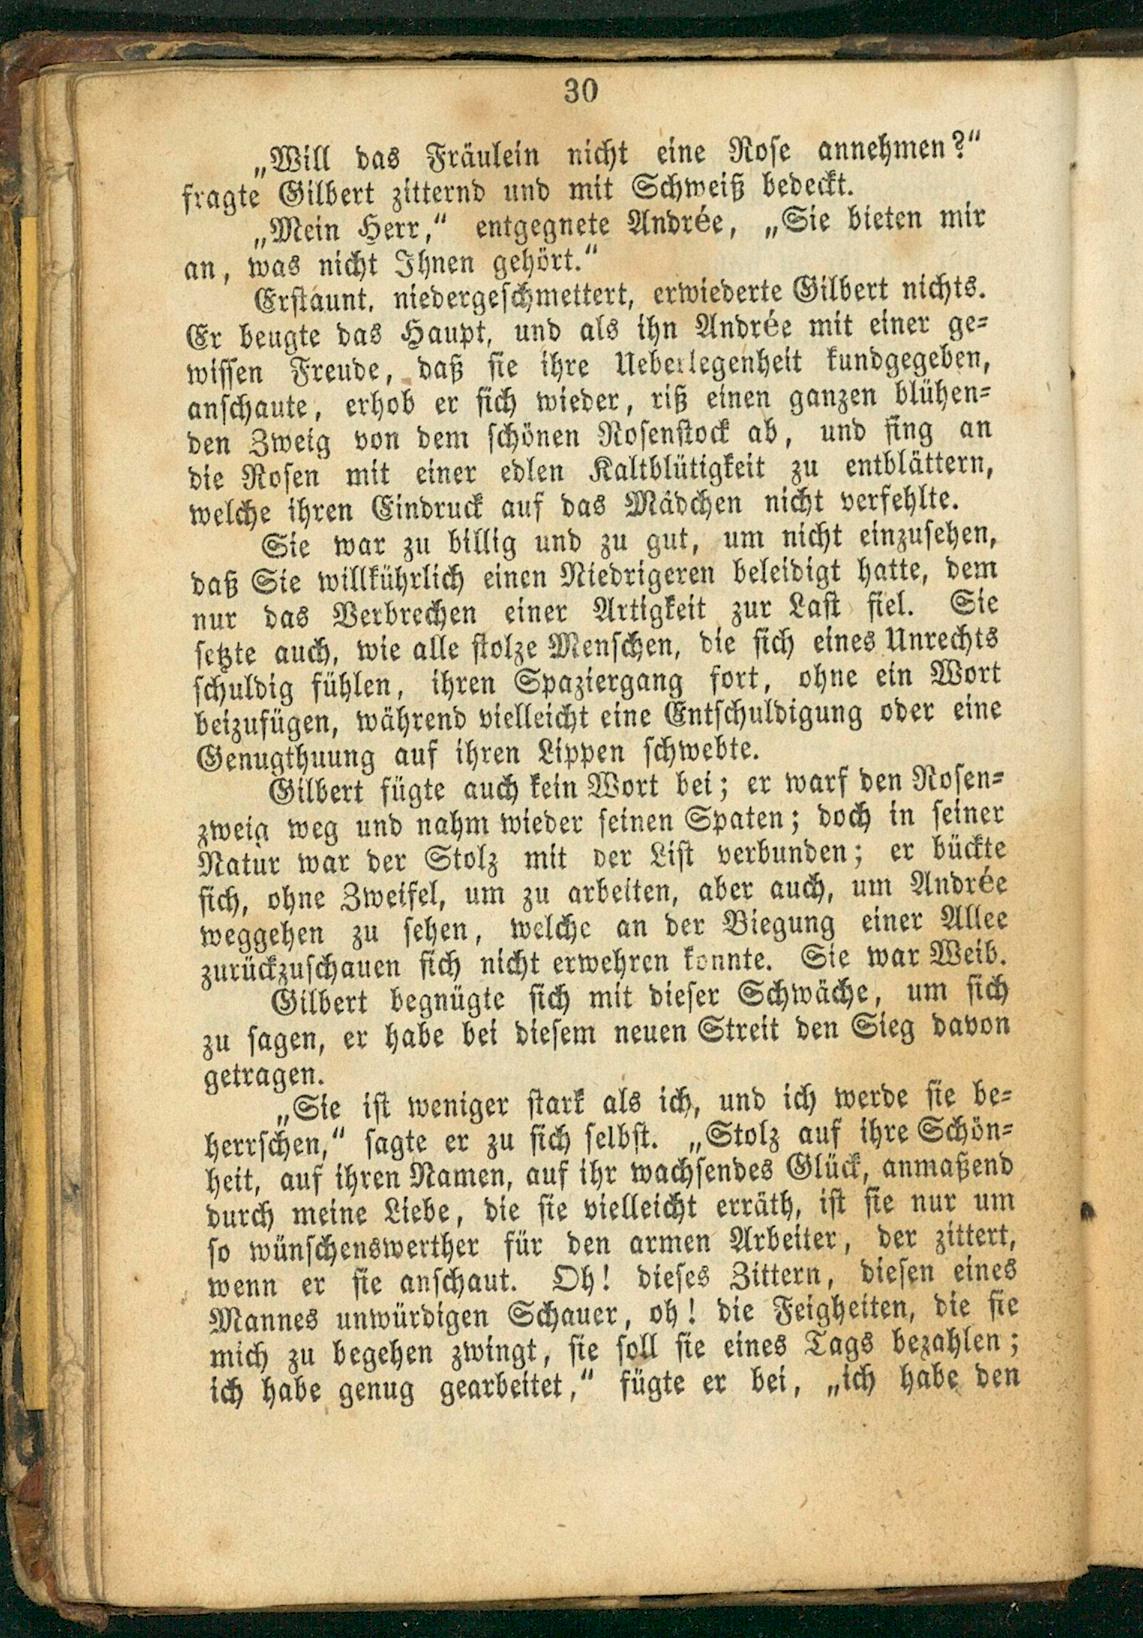 30
„Will das Fräulein nicht eine Rose annehmen?“
fragte Gilbert zitternd und mit Schweiß bedeckt.
„Mein Herr,“ entgegnete Andrée, „Sie bieten mir
an, was nicht Ihnen gehört.“
Erstaunt, niedergeschmettert, erwiederte Gilbert nichts.
Er beugte das Haupt, und als ihn Andrée mit einer ge-
wissen Freude, daß sie ihre Ueberlegenheit kundgegeben,
anschaute, erhob er sich wieder, riß einen ganzen blühen-
den Zweig von dem schönen Rosenstock ab, und fing an
die Rosen mit einer edlen Kaltblütigkeit zu entblättern,
welche ihren Eindruck auf das Mädchen nicht verfehlte.
Sie war zu billig und zu gut, um nicht einzusehen,
daß Sie willkührlich einen Niedrigeren beleidigt hatte, dem
nur das Verbrechen einer Artigkeit zur Last fiel. Sie
setzte auch, wie alle stolze Menschen, die sich eines Unrechts
schuldig fühlen, ihren Spaziergang fort, ohne ein Wort
beizufügen, während vielleicht eine Entschuldigung oder eine
Genugthuung auf ihren Lippen schwebte.
Gilbert fügte auch kein Wort bei; er warf den Rosen-
zweig weg und nahm wieder seinen Spaten; doch in seiner
Natur war der Stolz mit der List verbunden; er bückte
sich, ohne Zweifel, um zu arbeiten, aber auch, um Andrée
weggehen zu sehen, welche an der Biegung einer Allee
zurückzuschauen sich nicht erwehren konnte. Sie war Weib.
Gilbert begnügte sich mit dieser Schwäche, um sich
zu sagen, er habe bei diesem neuen Streit den Sieg davon
getragen.
„Sie ist weniger stark als ich, und ich werde sie be-
herrschen,“ sagte er zu sich selbst. „Stolz auf ihre Schön-
heit, auf ihren Namen, auf ihr wachsendes Glück, anmaßend
durch meine Liebe, die sie vielleicht erräth, ist sie nur um
so wünschenswerther für den armen Arbeiter, der zittert,
wenn er sie anschaut. Oh! dieses Zittern, diesen eines
Mannes unwürdigen Schauer, oh! die Feigheiten, die sie
mich zu begehen zwingt, sie soll sie eines Tags bezahlen;
ich habe genug gearbeitet,“ fügte er bei, „ich habe den